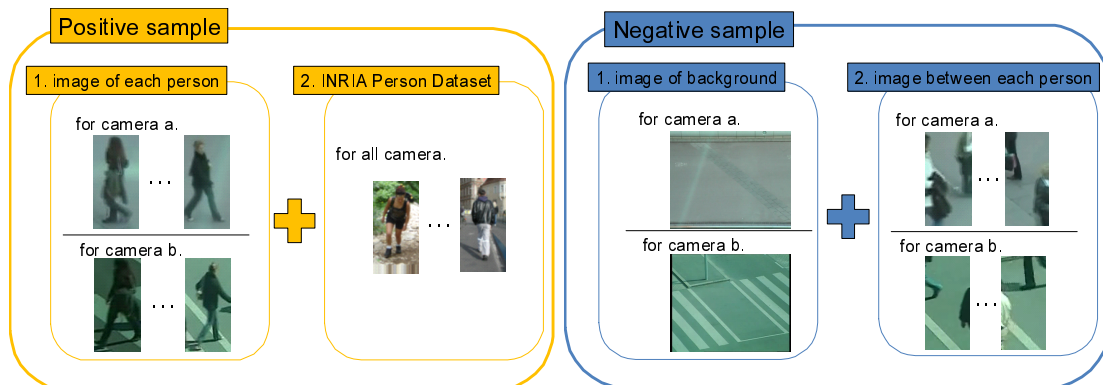 Positive sample
1. image of each person
for camera a.
...
for camera b.
...
2. INRIA Person Dataset
for all camera.
...
Negative sample
1. image of background
for camera a.
for camera b.
2. image between each person
for camera a.
...
for camera b.
...